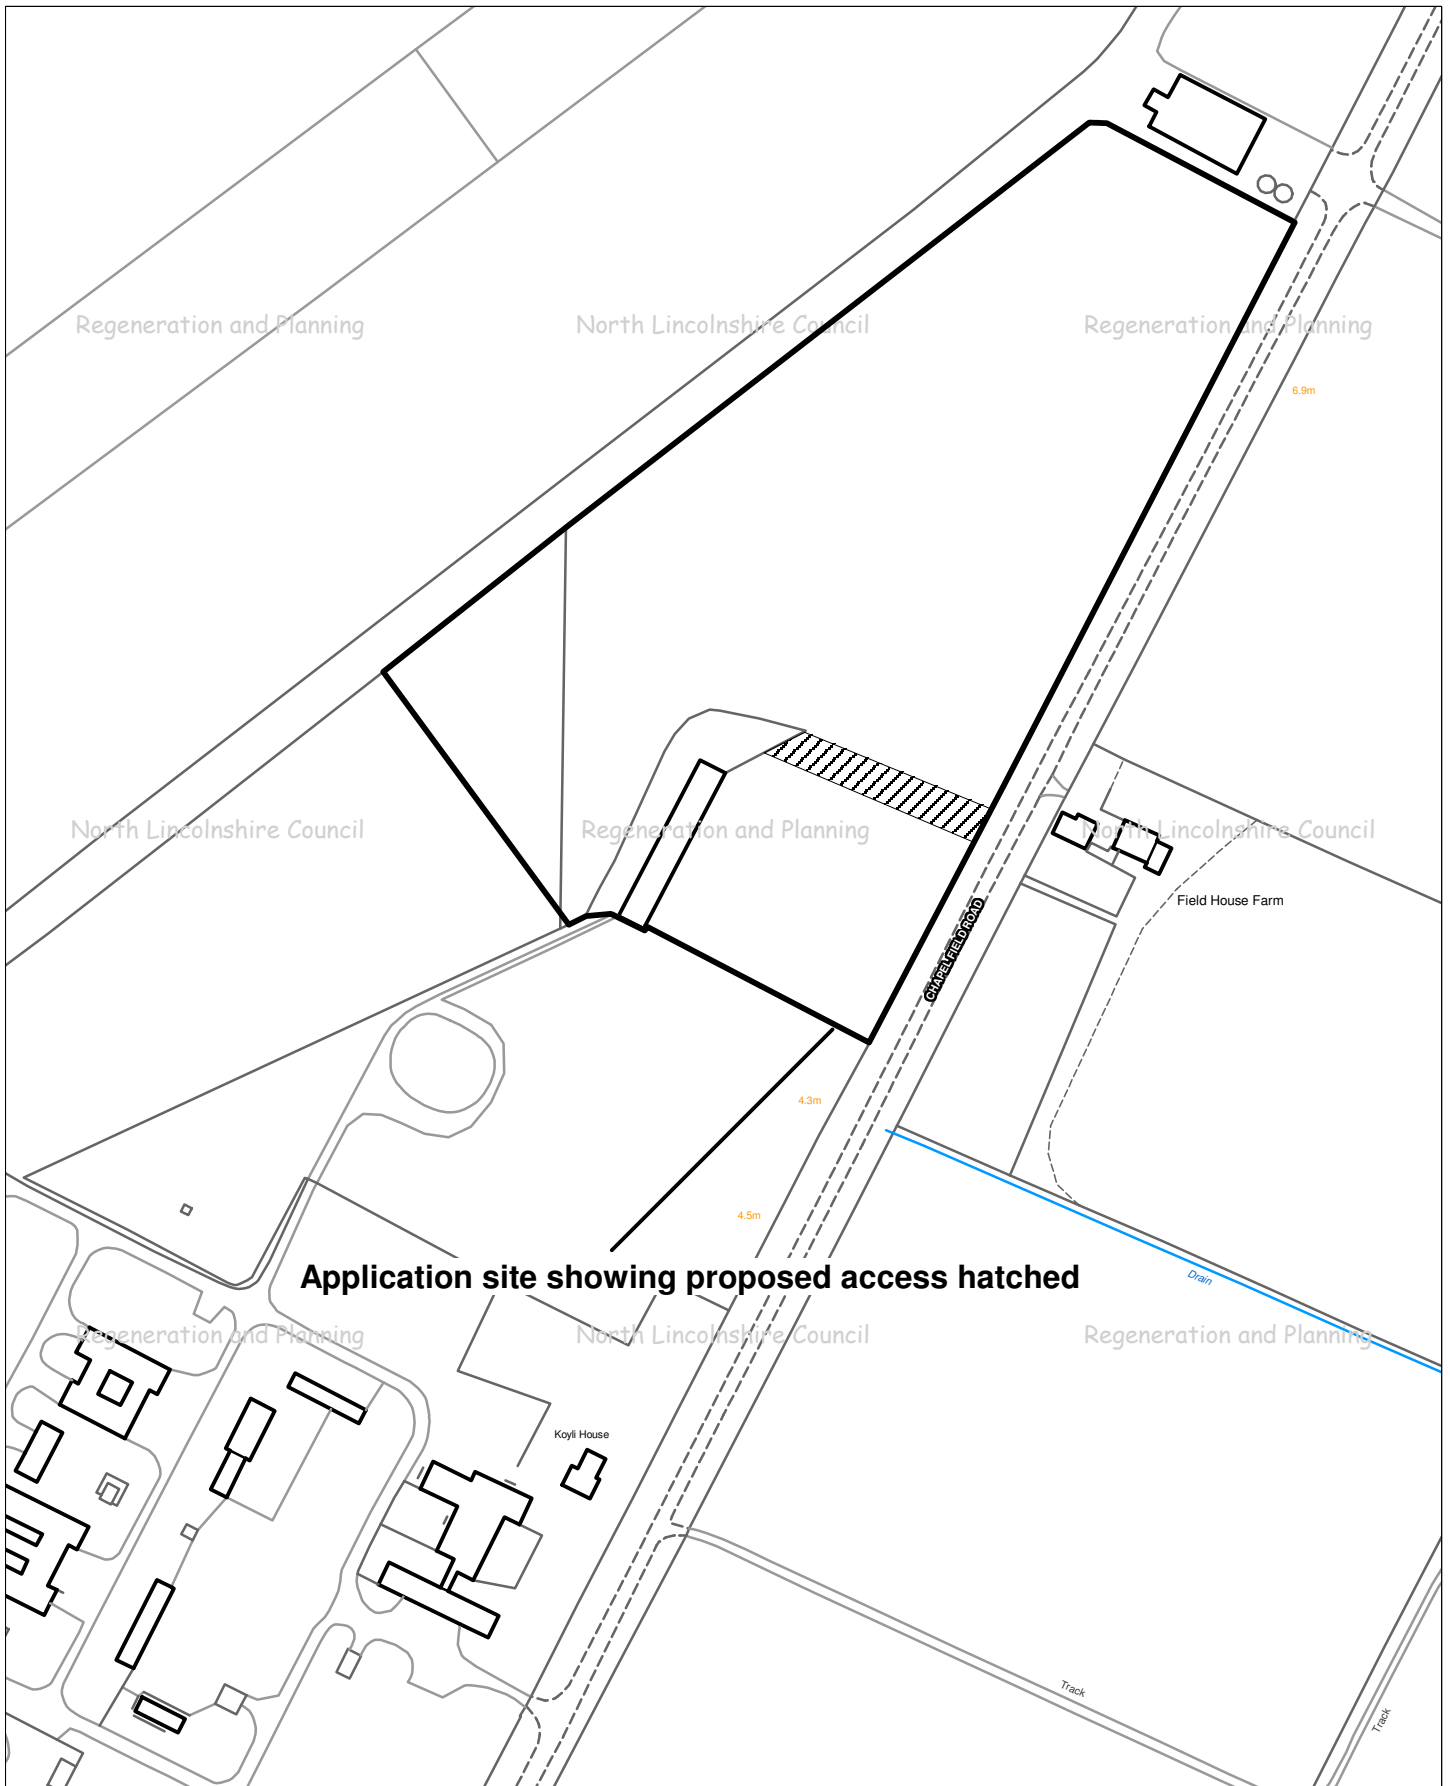 Regeneration and Planning
North Lincolnshire Council
Regeneration and Planning
6.9m
North Lincolnshire Council
Regeneration and Planning
North Lincolnshire Council
Field House Farm
CHAPEL FIELD ROAD
4.3m
4.5m
Application site showing proposed access hatched
Drain
Regeneration and Planning
North Lincolnshire Council
Regeneration and Planning
Koyli House
Track
Track